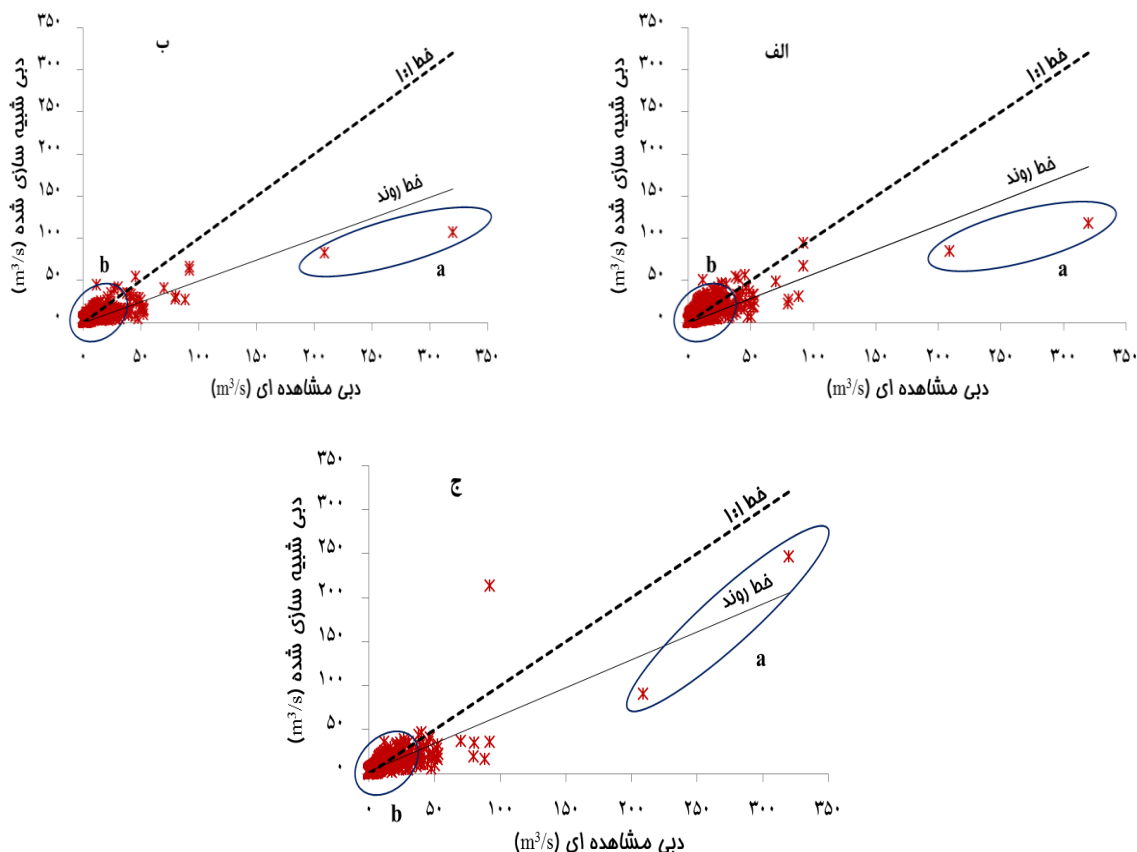 الف
۳۵۰
۳۰۰
۲۵۰
۲۰۰
۱۵۰
۱۰۰
۵۰
۰
دبی شبیه سازی شده (m³/s)
خط ۱:۱
خط روند
a
b
۰ ۵۰ ۱۰۰ ۱۵۰ ۲۰۰ ۲۵۰ ۳۰۰ ۳۵۰
دبی مشاهده ای (m³/s)
ب
۳۵۰
۳۰۰
۲۵۰
۲۰۰
۱۵۰
۱۰۰
۵۰
۰
دبی شبیه سازی شده (m³/s)
خط ۱:۱
خط روند
a
b
۰ ۵۰ ۱۰۰ ۱۵۰ ۲۰۰ ۲۵۰ ۳۰۰ ۳۵۰
دبی مشاهده ای (m³/s)
ج
۳۵۰
۳۰۰
۲۵۰
۲۰۰
۱۵۰
۱۰۰
۵۰
۰
دبی شبیه سازی شده (m³/s)
خط ۱:۱
خط روند
a
b
۰ ۵۰ ۱۰۰ ۱۵۰ ۲۰۰ ۲۵۰ ۳۰۰ ۳۵۰
دبی مشاهده ای (m³/s)